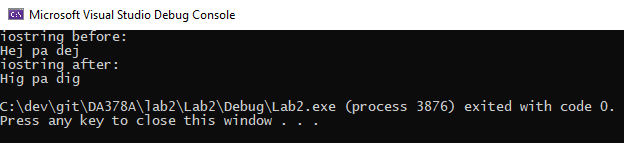 Microsoft Visual Studio Debug Console
iostring before:
Hej pa dej
iostring after:
Hig pa dig
C:\dev\git\DA378A\lab2\Lab2\Debug\Lab2.exe (process 3876) exited with code 0.
Press any key to close this window . . .